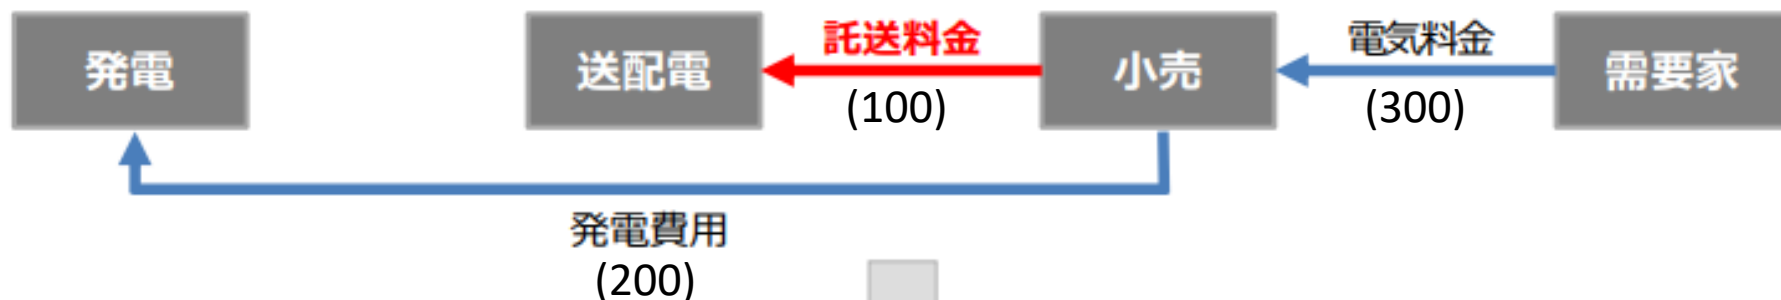 発電
送配電
託送料金
(100)
小売
電気料金
(300)
需要家
発電費用
(200)